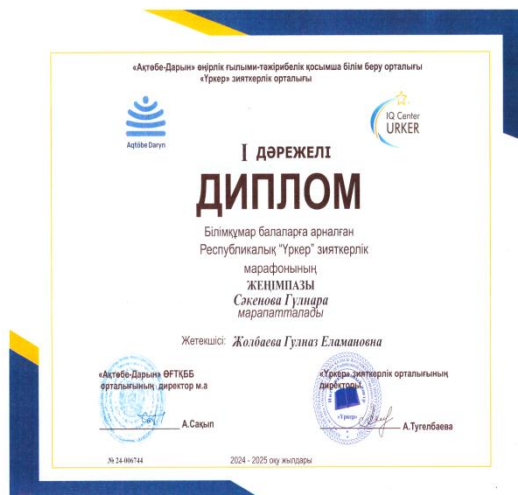 «Ақтөбе-Дарын» өңірлік ғылыми-тәжірибелік қосымша білім беру орталығы
«Үркер» зияткерлік орталығы
Aqtóbe Daryn
IQ Center
URKER
I ДӘРЕЖЕЛІ
ДИПЛОМ
Білімқұмар балаларға арналған
Республикалық "Үркер" зияткерлік
марафонының
ЖЕҢІМПАЗЫ
Сәкенова Гүлнара
марапатталады
Жетекшісі: Жолбаева Гүлназ Еламановна
«Ақтөбе-Дарын» ӨҒТҚББ
орталығының директор м.а
А.Сақып
«Үркер» зияткерлік орталығының
директоры
«Үркер»
А.Тугелбаева
№ 24-006744
2024 - 2025 оқу жылдары